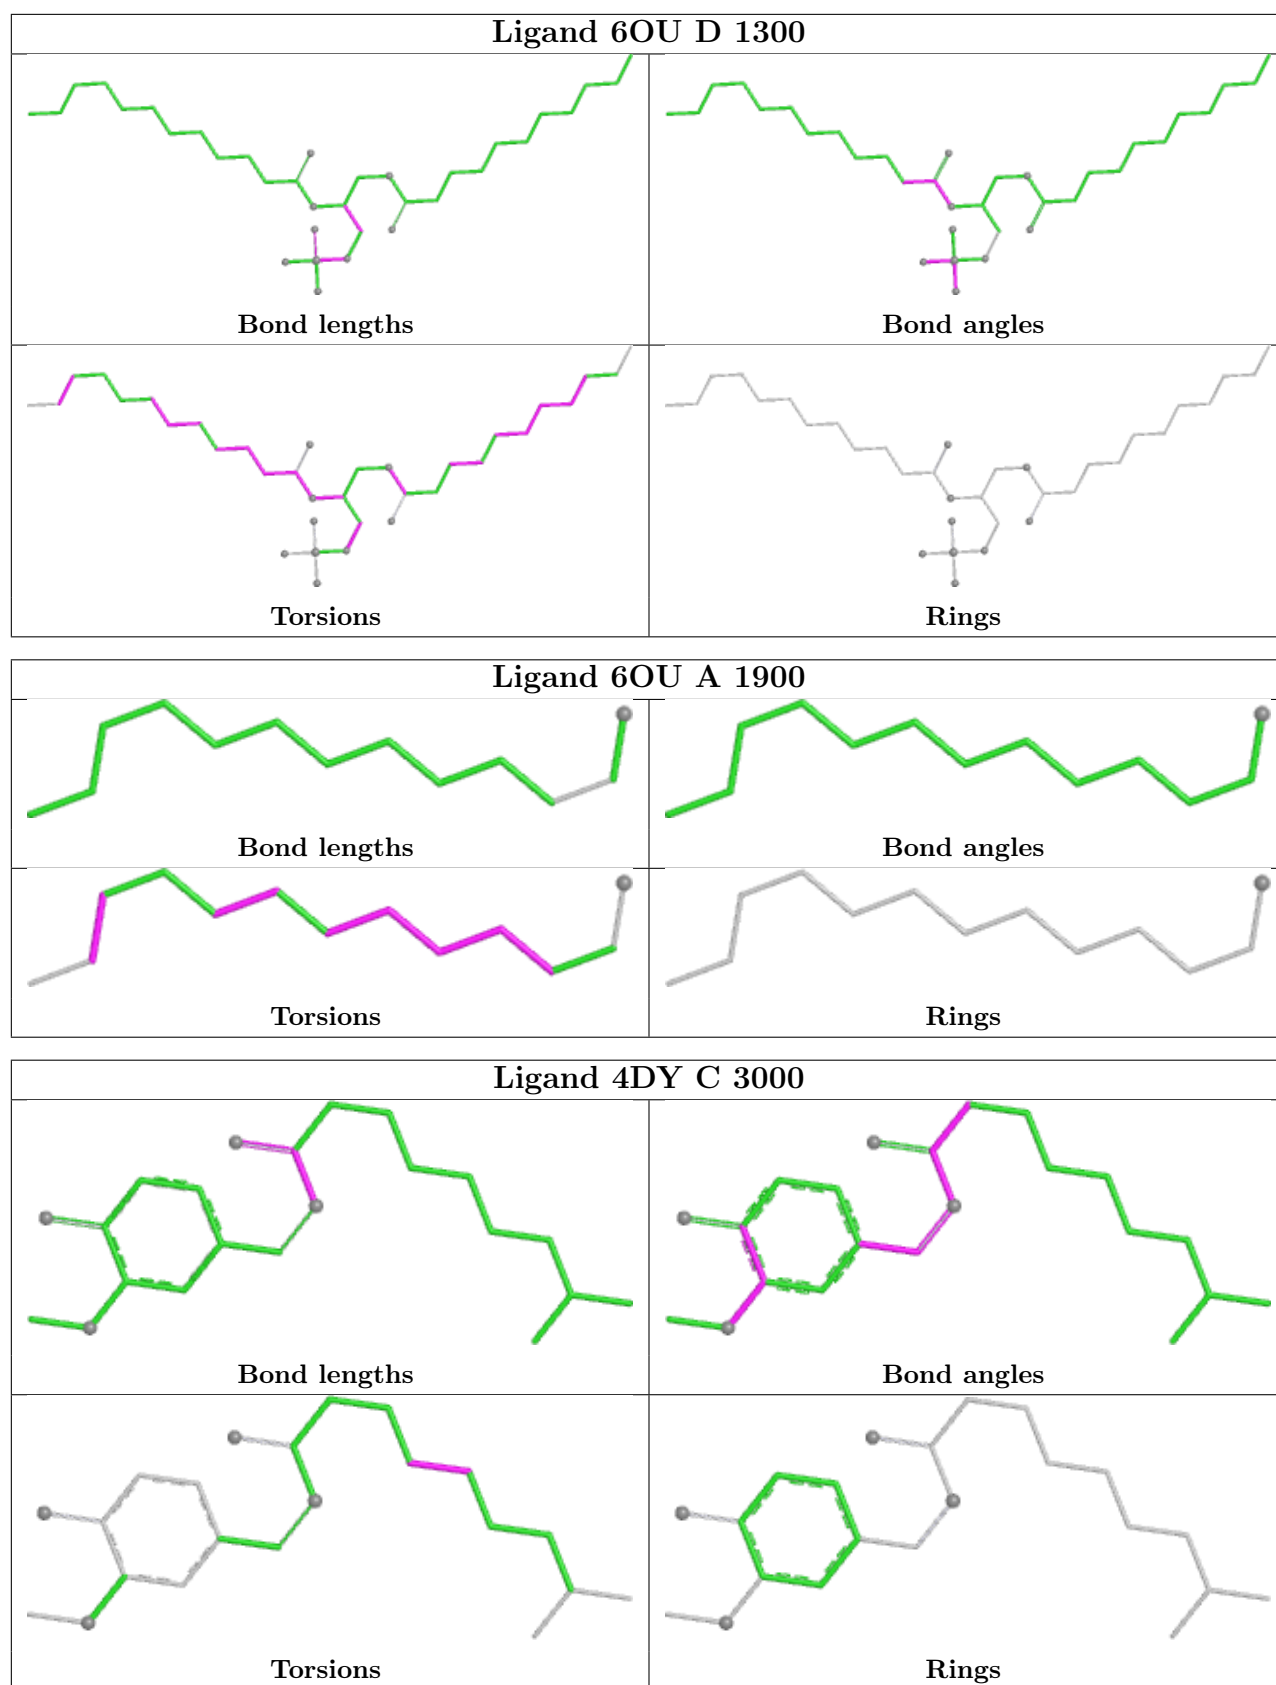 Ligand 6OU D 1300
Bond lengths
Bond angles
Torsions
Rings
Ligand 6OU A 1900
Bond lengths
Bond angles
Torsions
Rings
Ligand 4DY C 3000
Bond lengths
Bond angles
Torsions
Rings